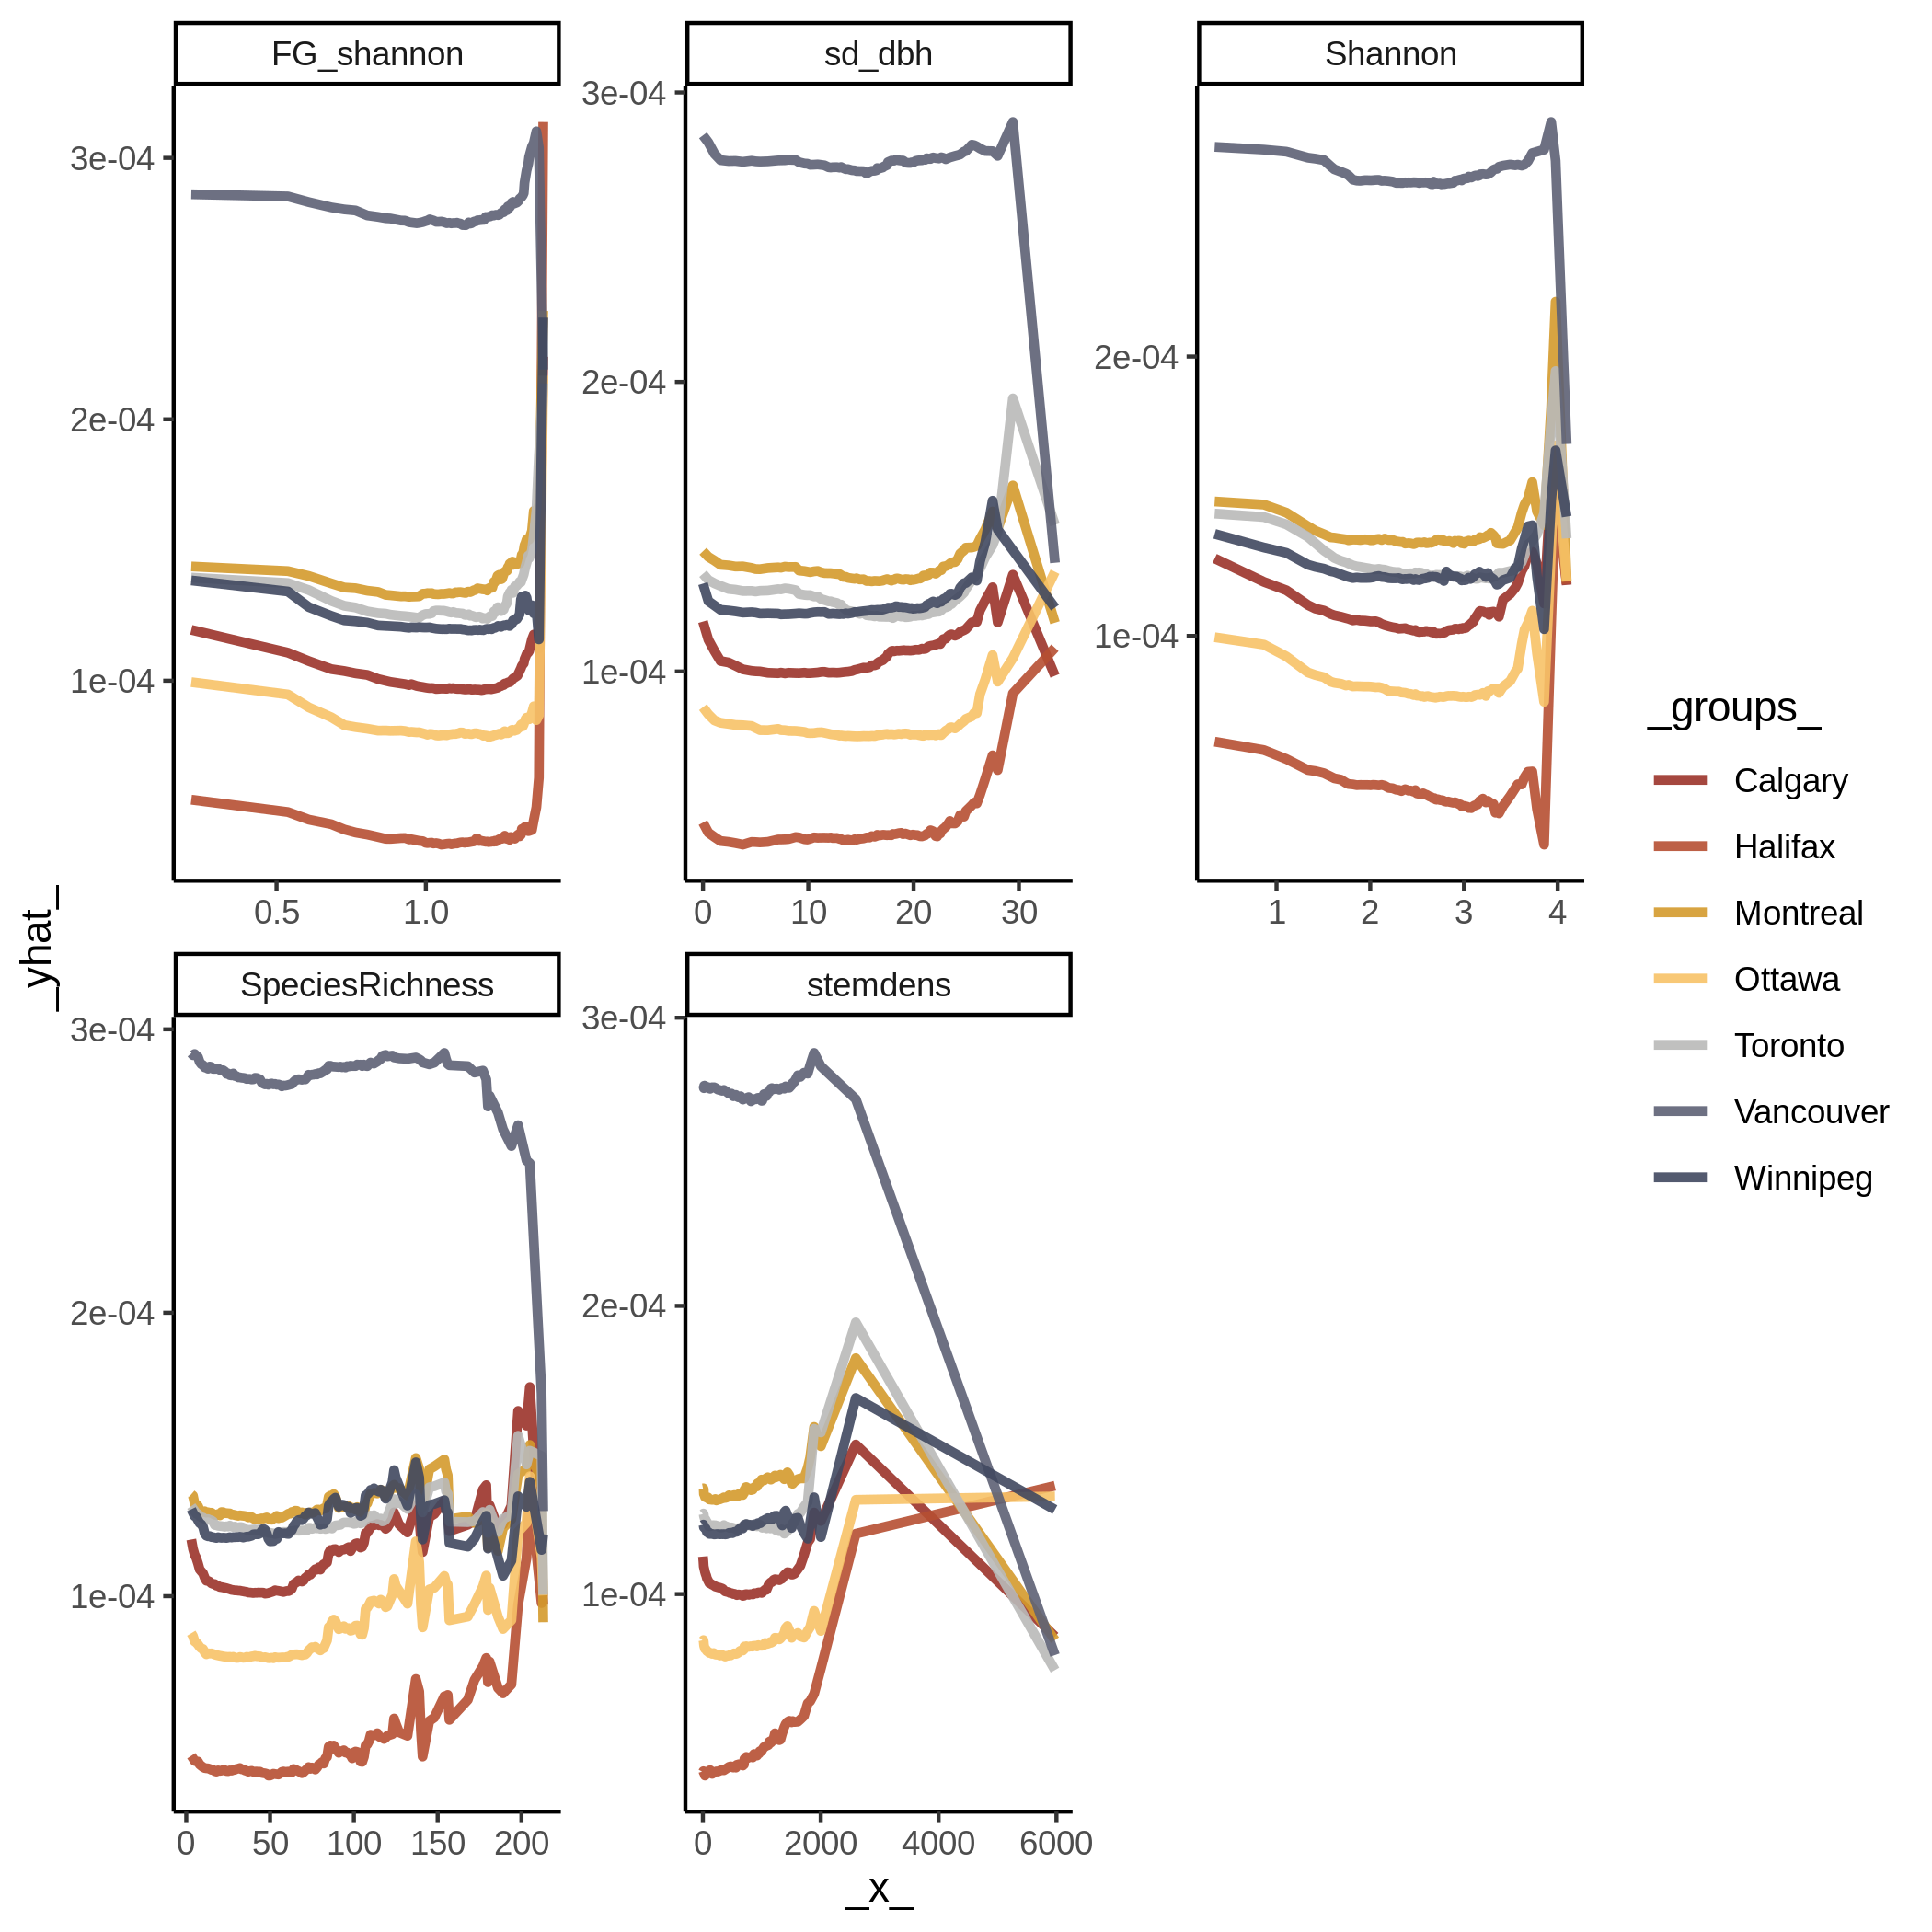 FG_shannon
sd_dbh
Shannon
3e-04
2e-04
1e-04
3e-04
2e-04
1e-04
2e-04
1e-04
0.5 1.0
0 10 20 30
1 2 3 4
SpeciesRichness
stemdens
3e-04
2e-04
1e-04
3e-04
2e-04
1e-04
0 50 100 150 200
0 2000 4000 6000
_x_
_yhat_
_groups_
Calgary
Halifax
Montreal
Ottawa
Toronto
Vancouver
Winnipeg